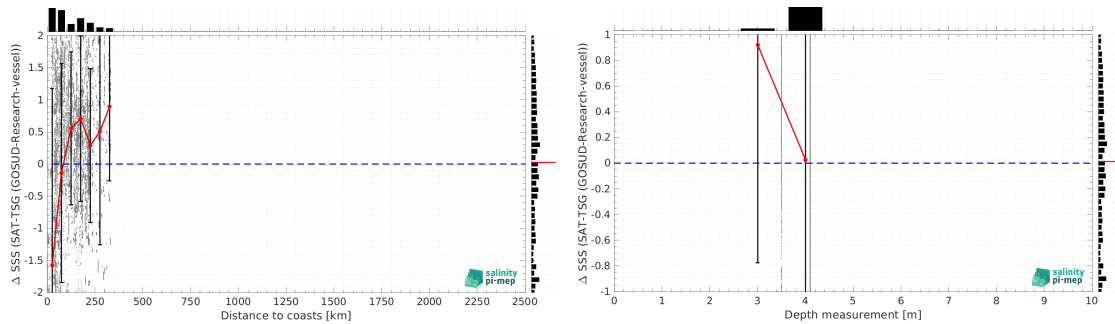 Δ SSS (SAT-TSG (GOSUD-Research-vessel))
2
1.5
1
0.5
0
-0.5
-1
-1.5
-2
0 250 500 750 1000 1250 1500 1750 2000 2250 2500
Distance to coasts [km]
salinity
pi-mep
Δ SSS (SAT-TSG (GOSUD-Research-vessel))
1
0.8
0.6
0.4
0.2
0
-0.2
-0.4
-0.6
-0.8
-1
0 1 2 3 4 5 6 7 8 9 10
Depth measurement [m]
salinity
pi-mep